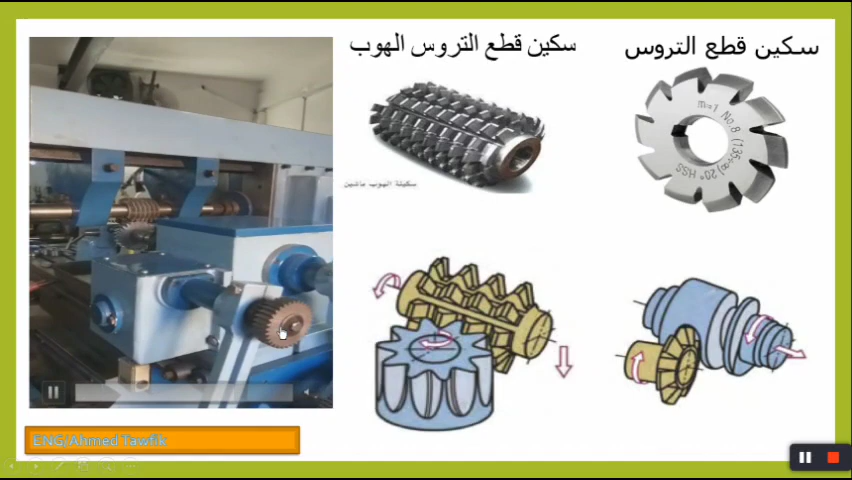 سكين قطع التروس
سكين قطع التروس الهوب
m=1 No.8 (135÷∞) 20° HSS
سكينة الهوب ماشين
ENG/Ahmed Tawfik